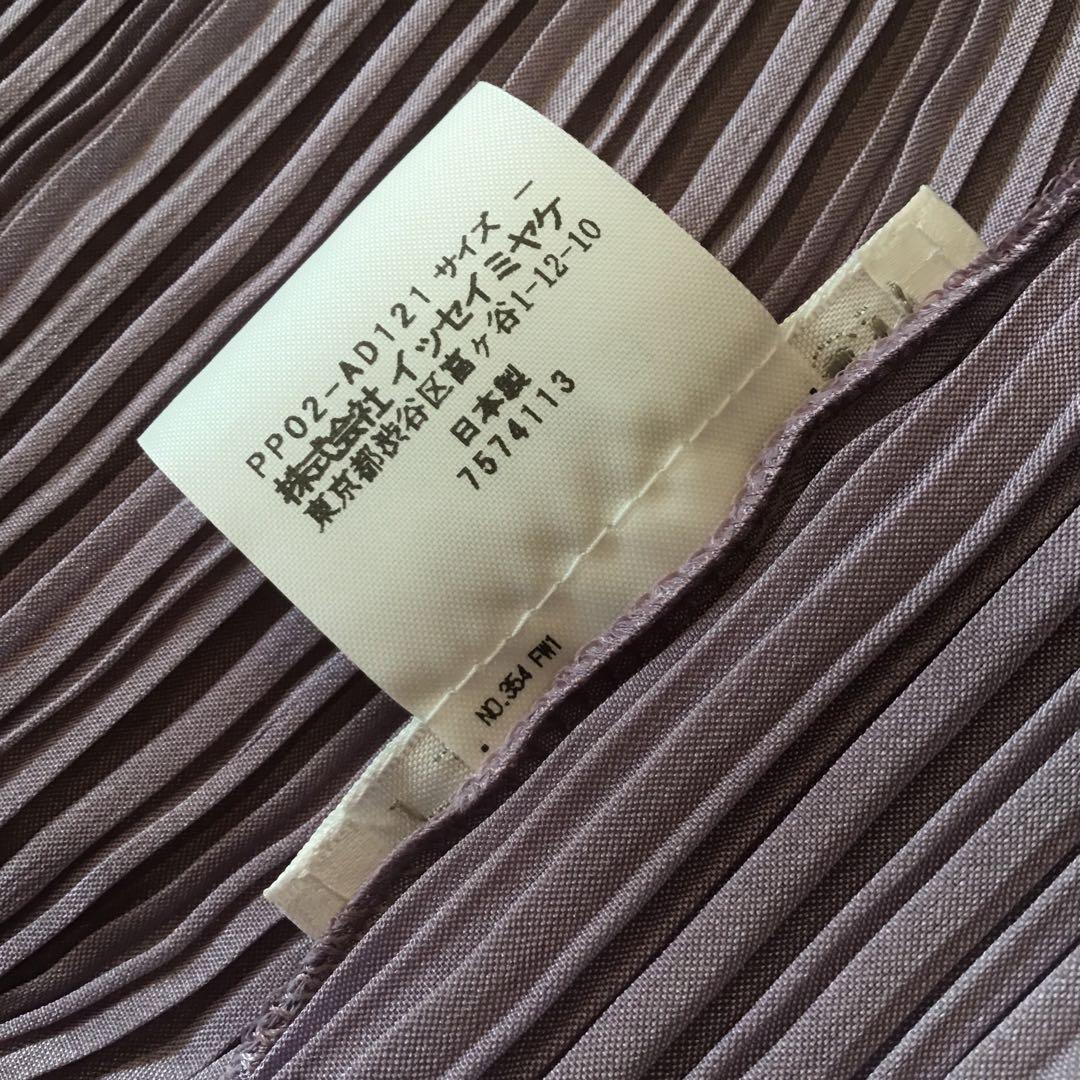 PP02-AD121 サイズ －
株式会社 イッセイミヤケ
東京都渋谷区富ヶ谷1-12-10
日本製
7574113
NO.354 FW1